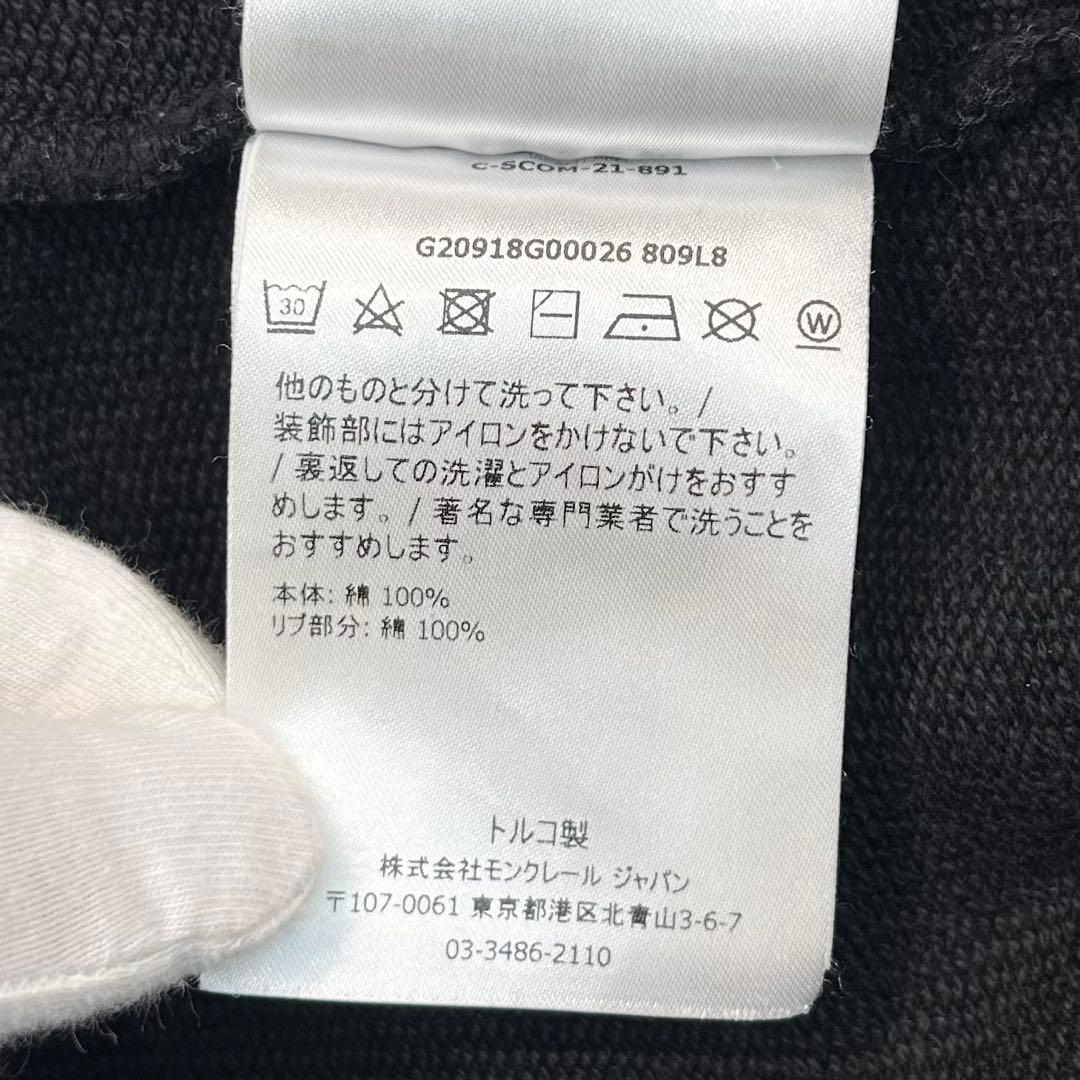 C-SCOM-21-891
G20918G00026 809L8
30 W
他のものと分けて洗って下さい。/
装飾部にはアイロンをかけないで下さい。
/ 裏返しての洗濯とアイロンがけをおすす
めします。/ 著名な専門業者で洗うことを
おすすめします。
本体: 綿 100%
リブ部分: 綿 100%
トルコ製
株式会社モンクレール ジャパン
〒107-0061 東京都港区北青山3-6-7
03-3486-2110